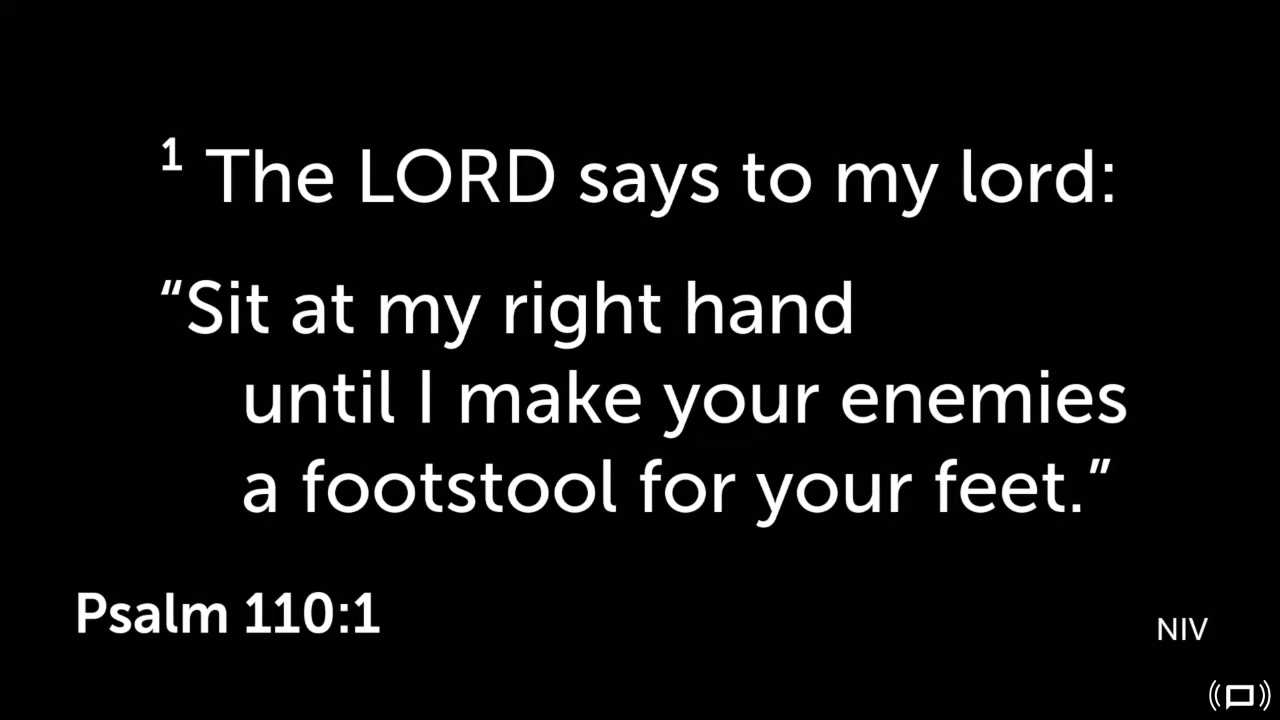 1 The LORD says to my lord:
“Sit at my right hand
until I make your enemies
a footstool for your feet.”
Psalm 110:1
NIV